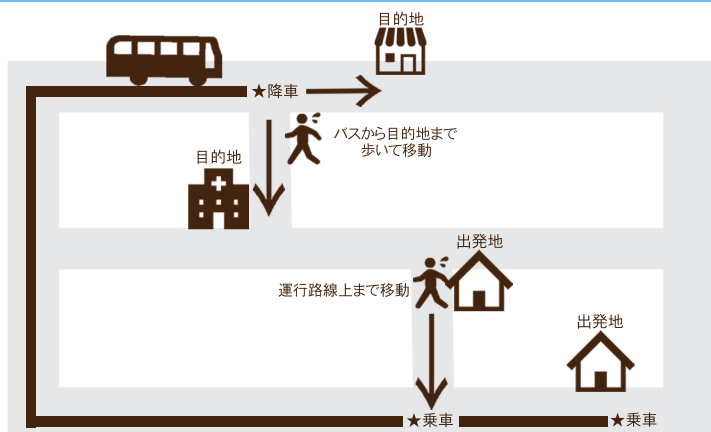 目的地
★降車
バスから目的地まで
歩いて移動
目的地
出発地
運行路線上まで移動
出発地
★乗車
★乗車